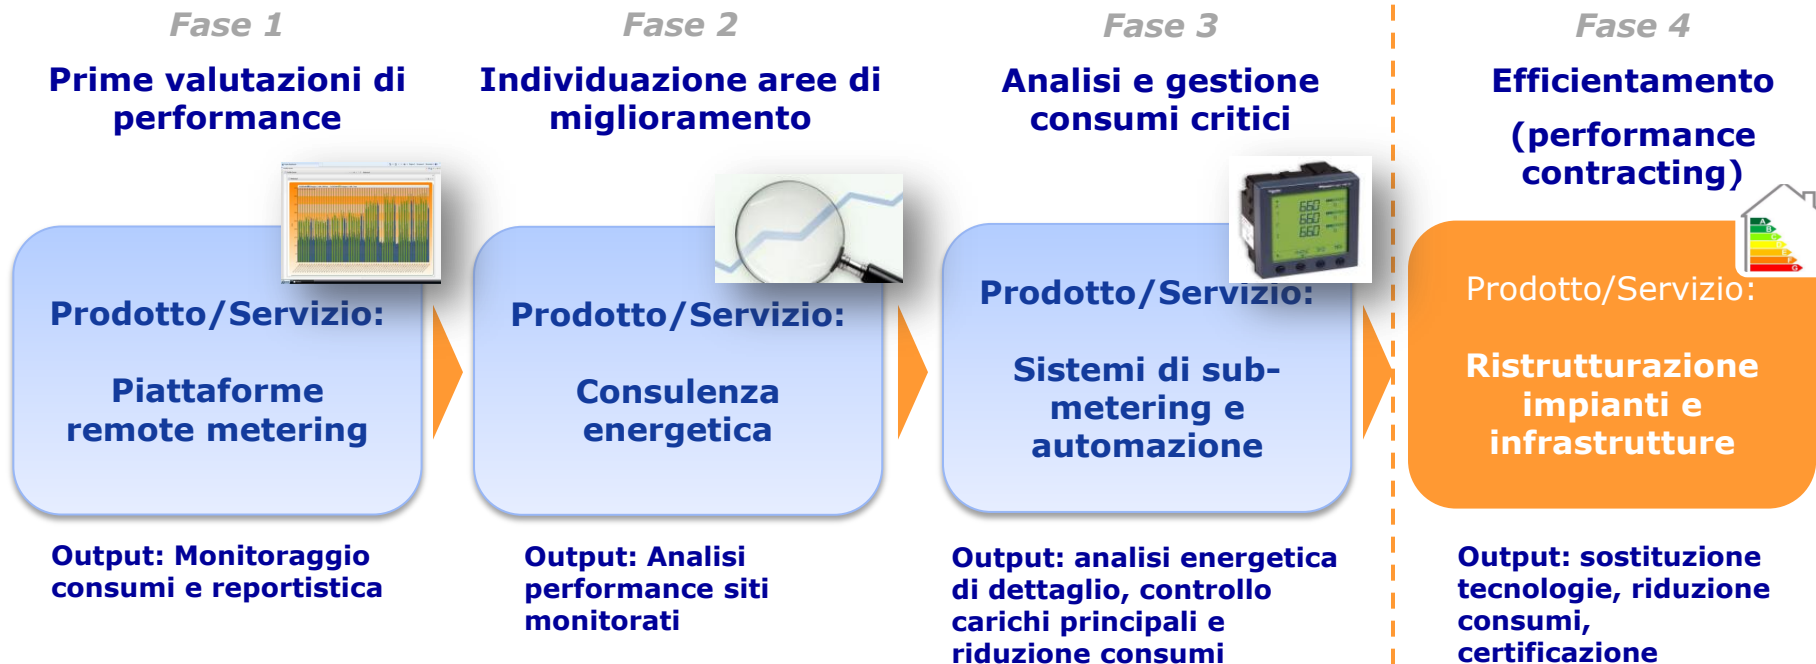 Fase 1
Prime valutazioni di
performance
Prodotto/Servizio:
Piattaforme
remote metering
Output: Monitoraggio
consumi e reportistica
Fase 2
Individuazione aree di
miglioramento
Prodotto/Servizio:
Consulenza
energetica
Output: Analisi
performance siti
monitorati
Fase 3
Analisi e gestione
consumi critici
660
660
660
Prodotto/Servizio:
Sistemi di sub-
metering e
automazione
Output: analisi energetica
di dettaglio, controllo
carichi principali e
riduzione consumi
Fase 4
Efficientamento
(performance
contracting)
A
B
C
D
E
F
G
Prodotto/Servizio:
Ristrutturazione
impianti e
infrastrutture
Output: sostituzione
tecnologie, riduzione
consumi,
certificazione